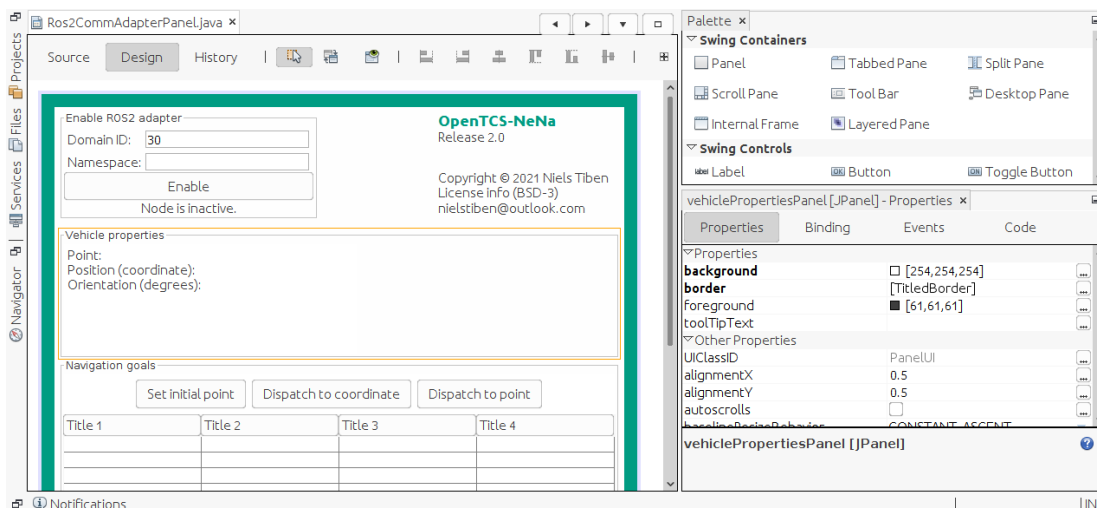 Ros2CommAdapterPanel.java ×
Palette ×
Projects
Files
Services
Navigator
Source Design History
Swing Containers
Panel Tabbed Pane Split Pane
Scroll Pane Tool Bar Desktop Pane
Internal Frame Layered Pane
Swing Controls
label Label OK Button ON Toggle Button
Enable ROS2 adapter
Domain ID: 30
Namespace:
Enable
Node is inactive.
OpenTCS-NeNa
Release 2.0
Copyright © 2021 Niels Tiben
License info (BSD-3)
nielstiben@outlook.com
Vehicle properties
Point:
Position (coordinate):
Orientation (degrees):
Navigation goals
Set initial point Dispatch to coordinate Dispatch to point
Title 1 Title 2 Title 3 Title 4
vehiclePropertiesPanel [JPanel] - Properties ×
Properties Binding Events Code
Properties
background [254,254,254] ...
border [TitledBorder] ...
foreground [61,61,61] ...
toolTipText ...
Other Properties
UIClassID PanelUI ...
alignmentX 0.5 ...
alignmentY 0.5 ...
autoscrolls ...
baselineResizeBehavior CONSTANT_ASCENT
vehiclePropertiesPanel [JPanel]
Notifications
IN